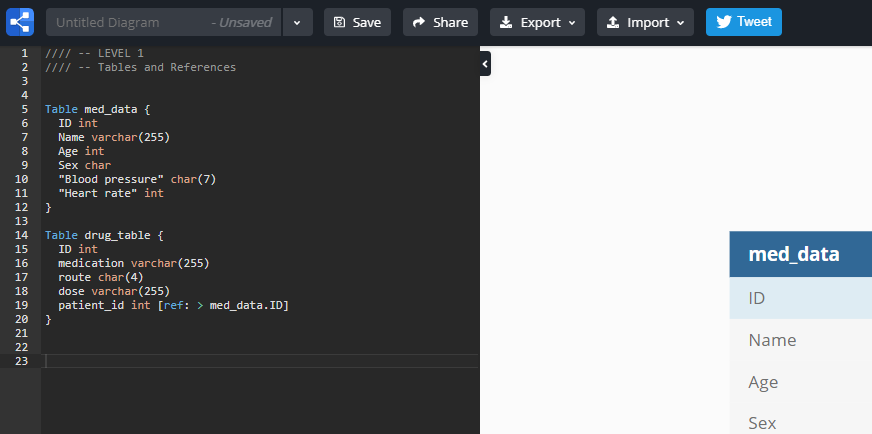 Untitled Diagram - Unsaved Save Share Export Import Tweet
1 //// -- LEVEL 1
2 //// -- Tables and References
3
4
5 Table med_data {
6 ID int
7 Name varchar(255)
8 Age int
9 Sex char
10 "Blood pressure" char(7)
11 "Heart rate" int
12 }
13
14 Table drug_table {
15 ID int
16 medication varchar(255)
17 route char(4)
18 dose varchar(255)
19 patient_id int [ref: > med_data.ID]
20 }
21
22
23
med_data
ID
Name
Age
Sex